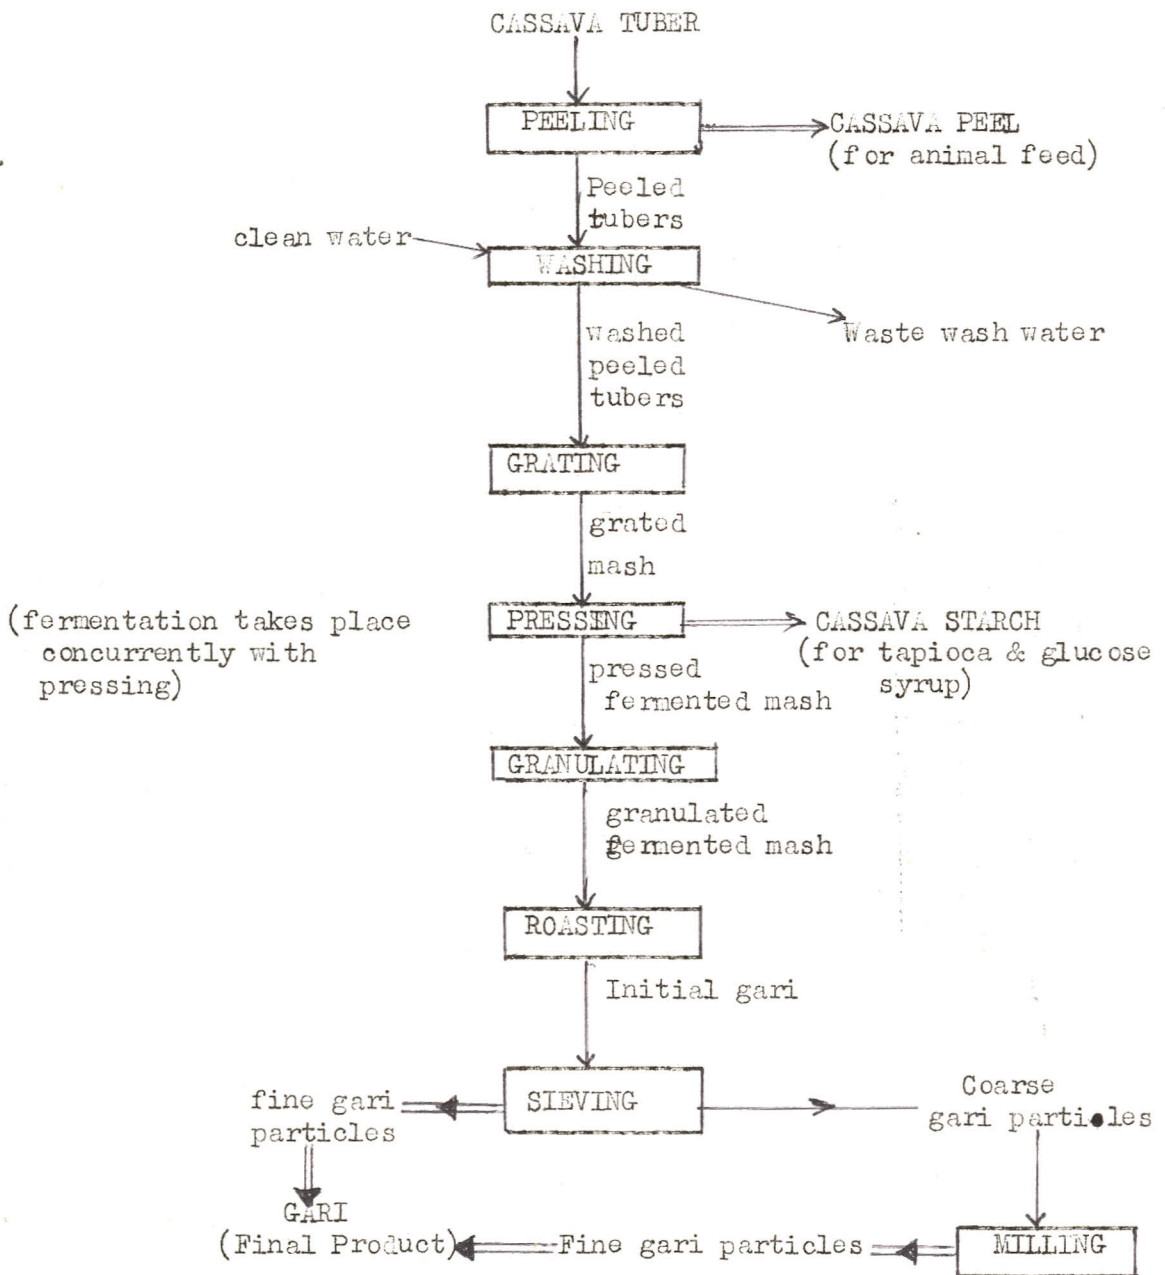 CASSAVA TUBER
PEELING
CASSAVA PEEL
(for animal feed)
Peeled
tubers
clean water
WASHING
Waste wash water
washed
peeled
tubers
GRATING
grated
mash
(fermentation takes place
concurrently with
pressing)
PRESSING
CASSAVA STARCH
(for tapioca & glucose
syrup)
pressed
fermented mash
GRANULATING
granulated
fermented mash
ROASTING
Initial gari
SIEVING
fine gari
particles
Coarse
gari particles
GARI
(Final Product)
Fine gari particles
MILLING